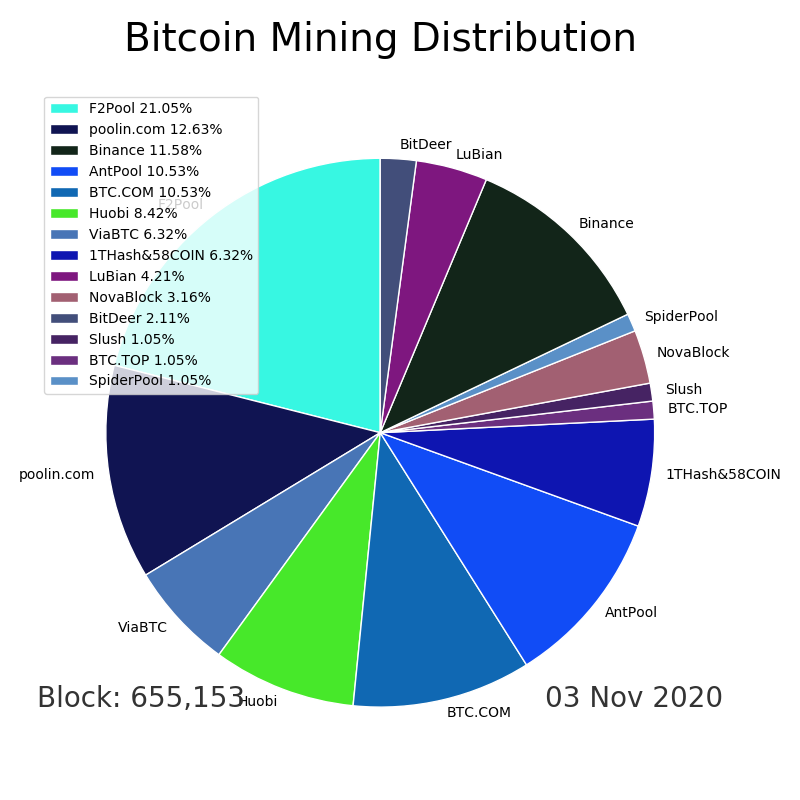 Bitcoin Mining Distribution
F2Pool 21.05%
poolin.com 12.63%
Binance 11.58%
AntPool 10.53%
BTC.COM 10.53%
Huobi 8.42%
ViaBTC 6.32%
1THash&58COIN 6.32%
LuBian 4.21%
NovaBlock 3.16%
BitDeer 2.11%
Slush 1.05%
BTC.TOP 1.05%
SpiderPool 1.05%
F2Pool
BitDeer
LuBian
Binance
SpiderPool
NovaBlock
Slush
BTC.TOP
1THash&58COIN
AntPool
BTC.COM
Huobi
ViaBTC
poolin.com
Block: 655,153
03 Nov 2020